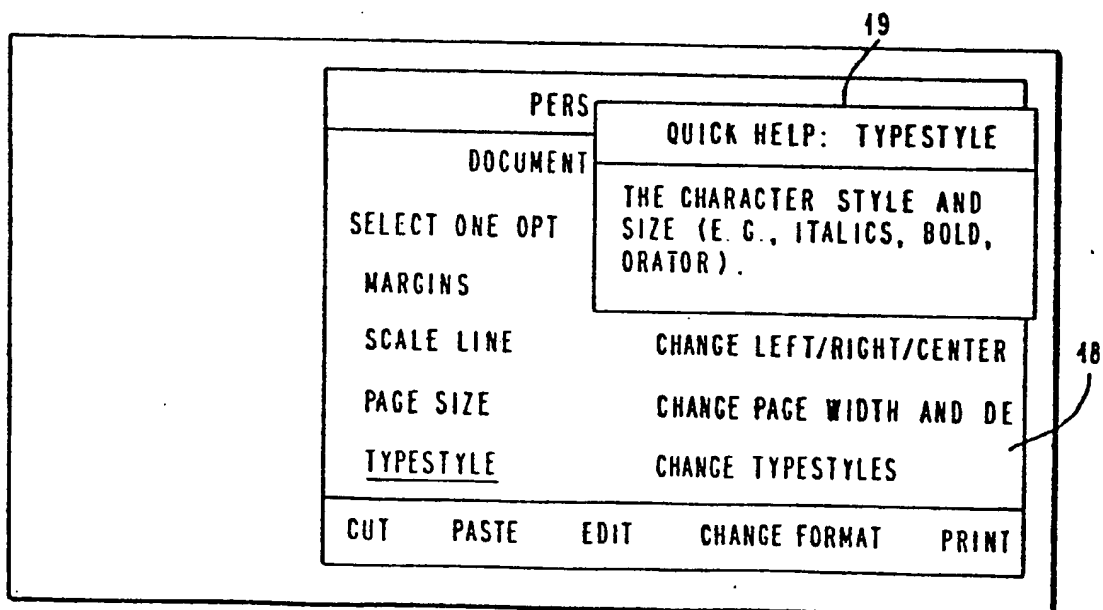 19
PERS
QUICK HELP: TYPESTYLE
DOCUMENT
THE CHARACTER STYLE AND
SIZE (E.G., ITALICS, BOLD,
ORATOR).
SELECT ONE OPT
MARGINS
SCALE LINE CHANGE LEFT/RIGHT/CENTER
18
PAGE SIZE CHANGE PAGE WIDTH AND DE
TYPESTYLE CHANGE TYPESTYLES
CUT PASTE EDIT CHANGE FORMAT PRINT